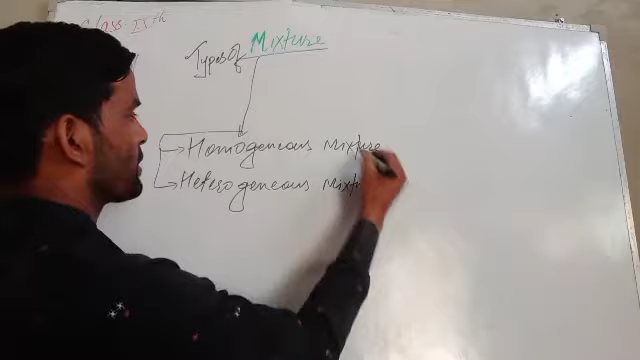 Class-IXth
Types of Mixture
Homogeneous Mixture
Heterogeneous